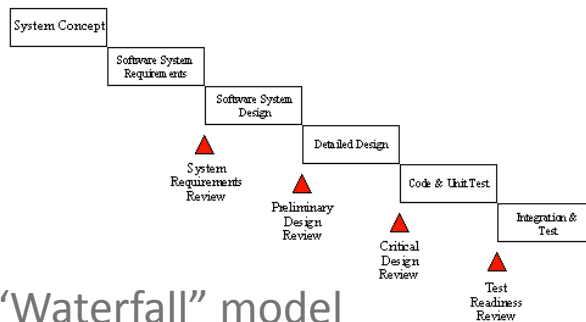 System Concept
Software System
Requirements
Software System
Design
Detailed Design
Code & Unit Test
Integration &
Test
System
Requirements
Review
Preliminary
Design
Review
Critical
Design
Review
Test
Readiness
Review
“Waterfall” model